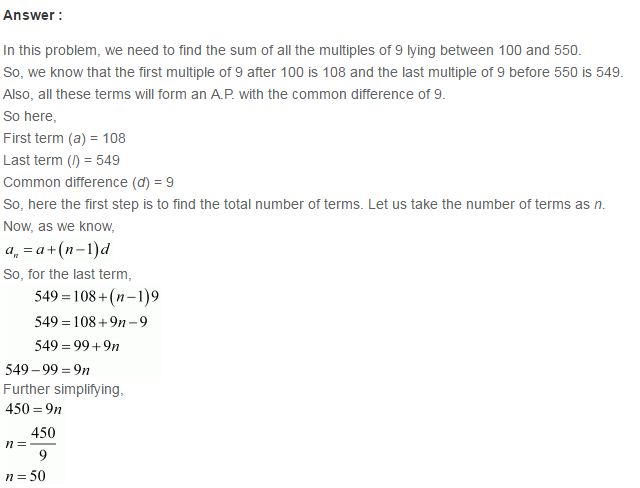 Answer :
In this problem, we need to find the sum of all the multiples of 9 lying between 100 and 550.
So, we know that the first multiple of 9 after 100 is 108 and the last multiple of 9 before 550 is 549.
Also, all these terms will form an A.P. with the common difference of 9.
So here,
First term (a) = 108
Last term (l) = 549
Common difference (d) = 9
So, here the first step is to find the total number of terms. Let us take the number of terms as n.
Now, as we know,
aₙ = a + (n − 1)d
So, for the last term,
549 = 108 + (n − 1)9
549 = 108 + 9n − 9
549 = 99 + 9n
549 − 99 = 9n
Further simplifying,
450 = 9n
n = 450/9
n = 50